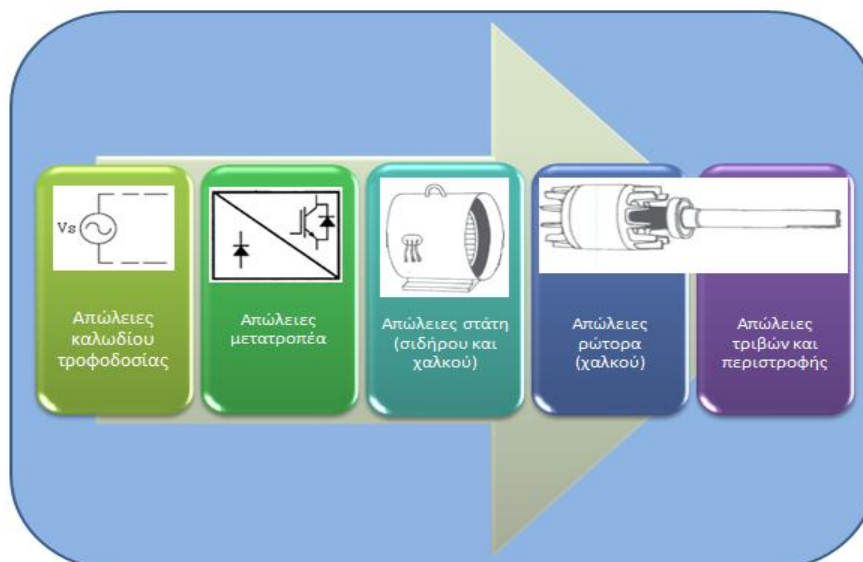 Vs
Απώλειες
καλωδίου
τροφοδοσίας
Απώλειες
μετατροπέα
Απώλειες στάτη
(σιδήρου και
χαλκού)
Απώλειες
ρώτορα
(χαλκού)
Απώλειες
τριβών και
περιστροφής